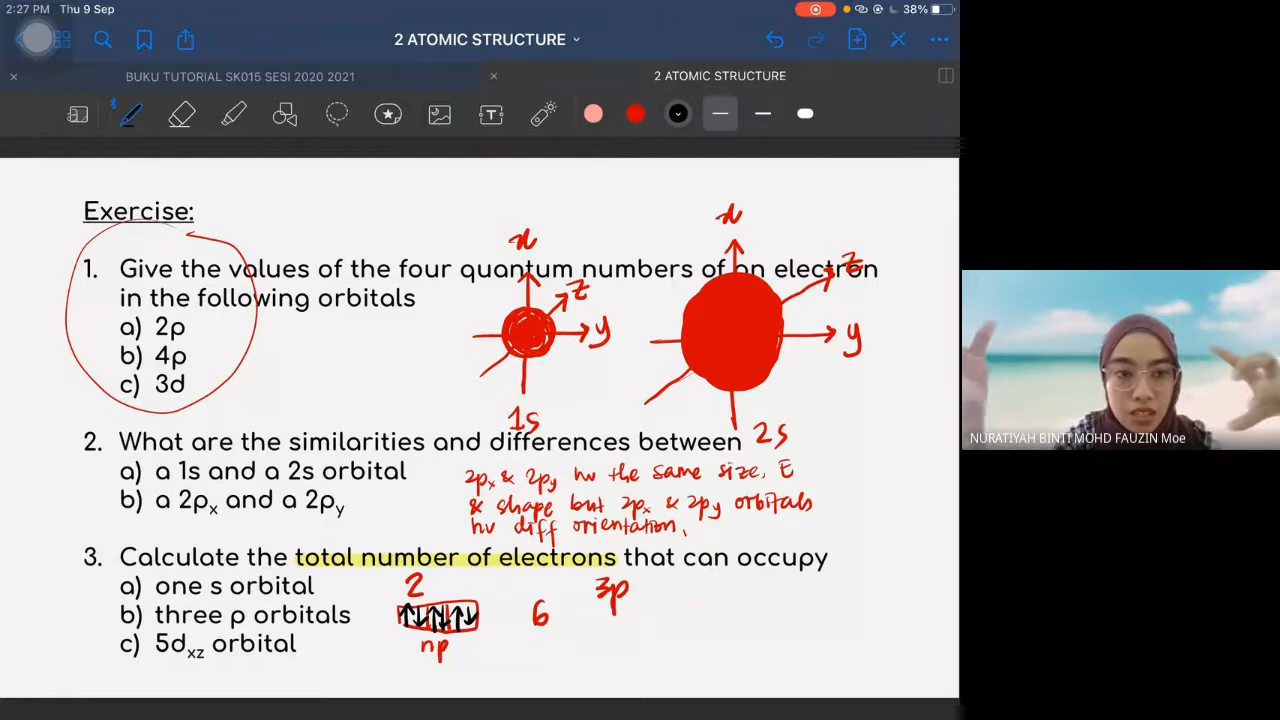 2:27 PM Thu 9 Sep
38%
2 ATOMIC STRUCTURE
BUKU TUTORIAL SK015 SESI 2020 2021
2 ATOMIC STRUCTURE
T
Exercise:
1. Give the values of the four quantum numbers of an electron
in the following orbitals
a) 2p
b) 4p
c) 3d
x
z
y
1s
x
z
y
2s
2. What are the similarities and differences between
a) a 1s and a 2s orbital
b) a 2px and a 2py
2px & 2py hv the same size, E
& shape but 2px & 2py orbitals
hv diff orientation,
3. Calculate the total number of electrons that can occupy
a) one s orbital 2
b) three p orbitals 6 3p
np
c) 5dxz orbital
NURATIYAH BINTI MOHD FAUZIN Moe